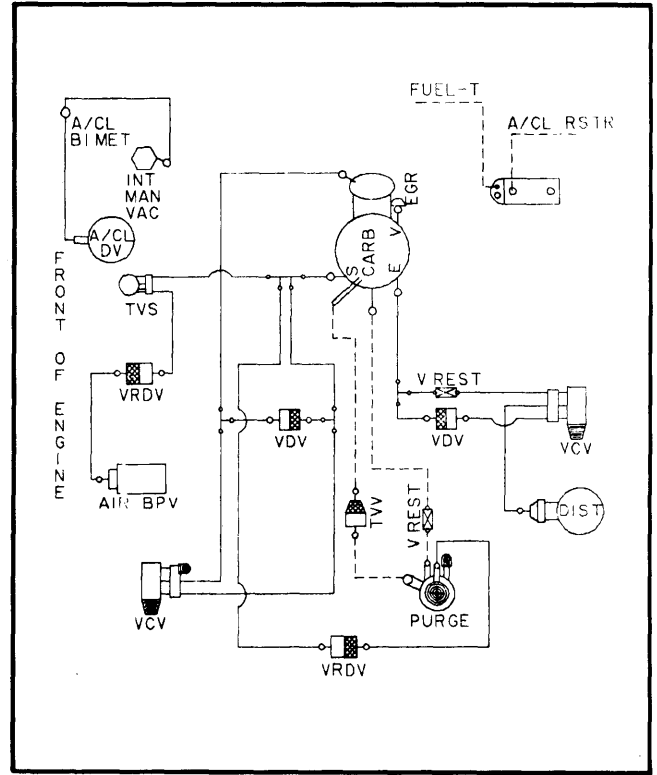 FUEL-T
A/CL RSTR
A/CL
BIMET
INT
MAN
VAC
A/CL
DV
EGR
S
CARB
E
V
FRONT OF ENGINE
TVS
VRDV
V REST
VDV
VCV
VDV
AIR BPV
TVV
V REST
DIST
VCV
PURGE
VRDV